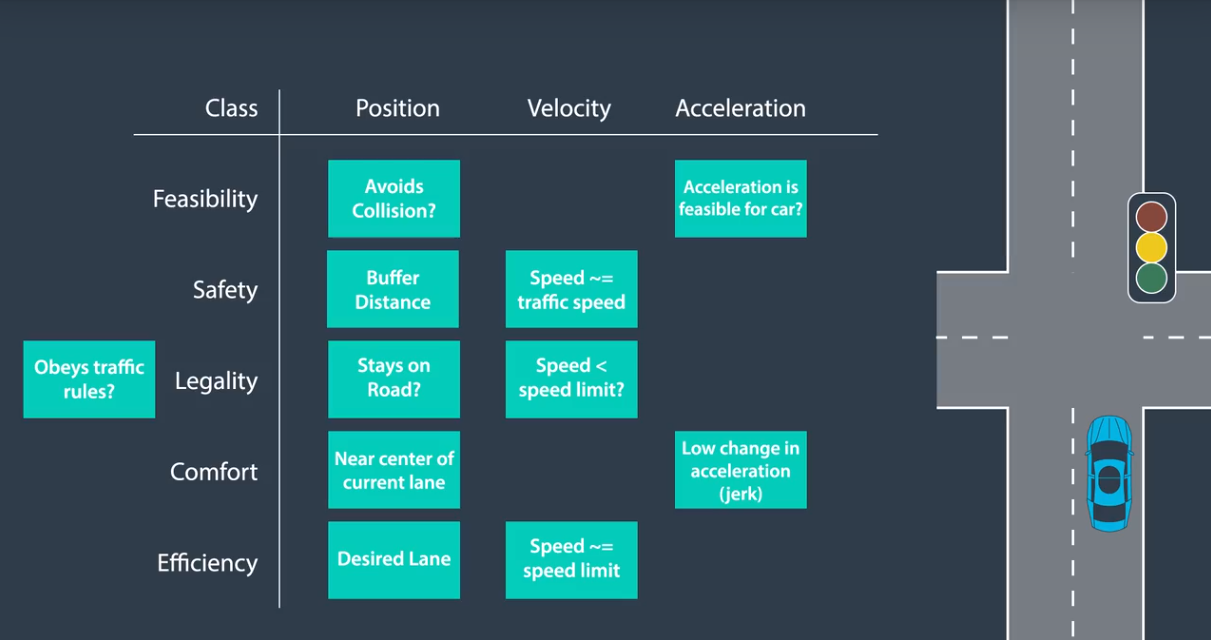 Class Position Velocity Acceleration
Feasibility
Avoids
Collision?
Acceleration is
feasible for car?
Safety
Buffer
Distance
Speed ~=
traffic speed
Obeys traffic
rules?
Legality
Stays on
Road?
Speed <
speed limit?
Comfort
Near center of
current lane
Low change in
acceleration
(jerk)
Efficiency
Desired Lane
Speed ~=
speed limit